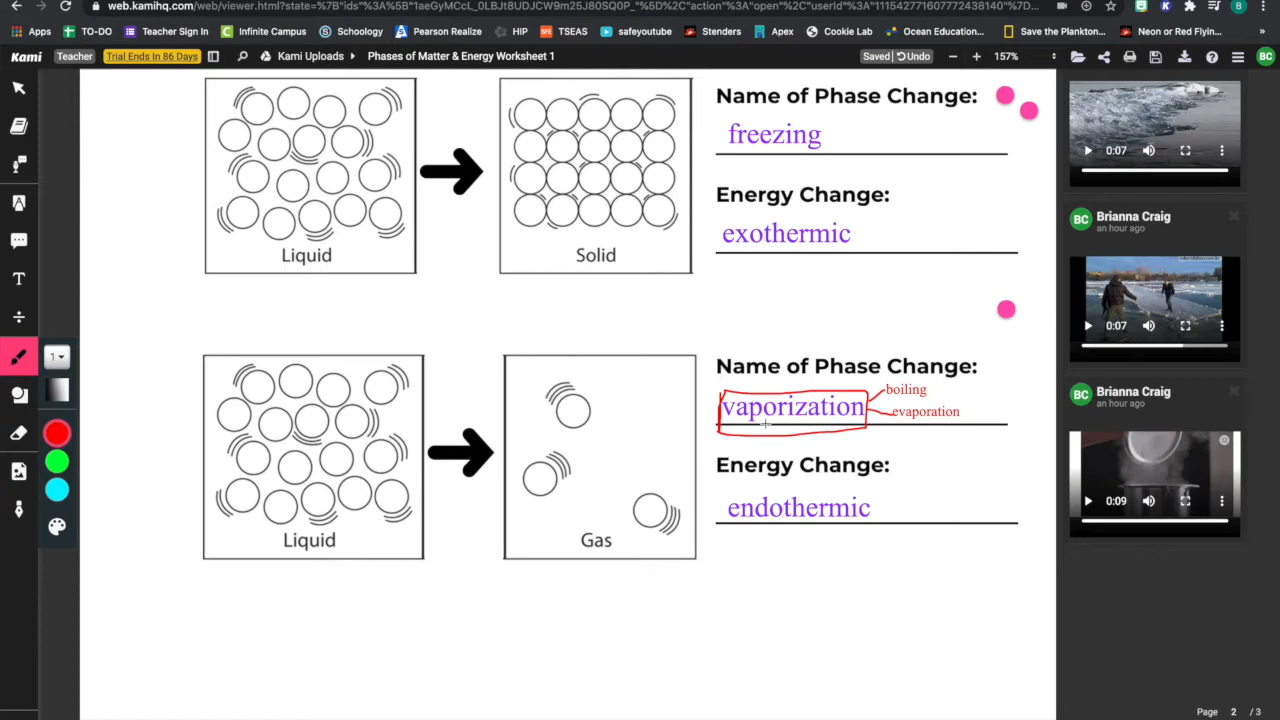 web.kamihq.com/web/viewer.html?state=%7B"ids"%3A%5B"1aeGyMCcL_0LBJt8UDJCW9m25J80SQ0P_"%5D%2C"action"%3A"open"%2C"userId"%3A"111542771607772438140"%7D...
B
Apps
TO-DO
Teacher Sign In
Infinite Campus
Schoology
Pearson Realize
HIP
TSEAS
safeyoutube
Stenders
Apex
Cookie Lab
Ocean Education...
Save the Plankton...
Neon or Red Flyin...
»
Kami
Teacher
Trial Ends In 86 Days
Kami Uploads
Phases of Matter & Energy Worksheet 1
Saved
Undo
157%
BC
Liquid
Solid
Name of Phase Change:
freezing
Energy Change:
exothermic
Liquid
Gas
Name of Phase Change:
vaporization
boiling
evaporation
Energy Change:
endothermic
1
T
0:07
BC
Brianna Craig
an hour ago
0:07
BC
Brianna Craig
an hour ago
0:09
Page 2 / 3